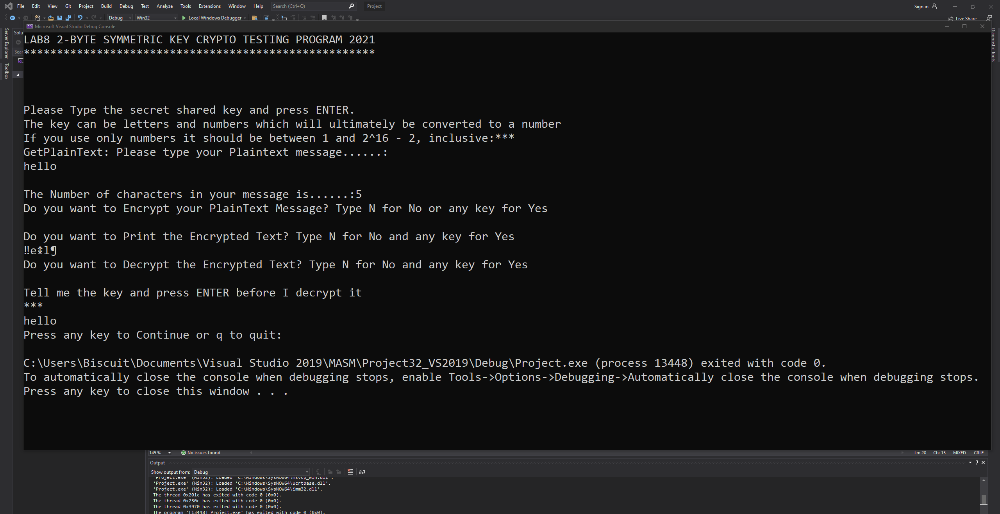 File Edit View Git Project Build Debug Test Analyze Tools Extensions Window Help Search (Ctrl+Q) Project Sign in
Debug Win32 Local Windows Debugger Live Share
Microsoft Visual Studio Debug Console
Server Explorer
Toolbox
Solu
Sear
Diagnostic Tools
LAB8 2-BYTE SYMMETRIC KEY CRYPTO TESTING PROGRAM 2021
*****************************************************
Please Type the secret shared key and press ENTER.
The key can be letters and numbers which will ultimately be converted to a number
If you use only numbers it should be between 1 and 2^16 - 2, inclusive:***
GetPlainText: Please type your Plaintext message......:
hello
The Number of characters in your message is......:5
Do you want to Encrypt your PlainText Message? Type N for No or any key for Yes
Do you want to Print the Encrypted Text? Type N for No and any key for Yes
‼e↨l¶
Do you want to Decrypt the Encrypted Text? Type N for No and any key for Yes
Tell me the key and press ENTER before I decrypt it
***
hello
Press any key to Continue or q to quit:
C:\Users\Biscuit\Documents\Visual Studio 2019\MASM\Project32_VS2019\Debug\Project.exe (process 13448) exited with code 0.
To automatically close the console when debugging stops, enable Tools->Options->Debugging->Automatically close the console when debugging stops.
Press any key to close this window . . .
145 % No issues found Ln: 20 Ch: 15 MIXED CRLF
Output
Show output from: Debug
'Project.exe' (Win32): Loaded 'C:\Windows\SysWOW64\msvcp_win.dll'.
'Project.exe' (Win32): Loaded 'C:\Windows\SysWOW64\ucrtbase.dll'.
'Project.exe' (Win32): Loaded 'C:\Windows\SysWOW64\imm32.dll'.
The thread 0x201c has exited with code 0 (0x0).
The thread 0x230c has exited with code 0 (0x0).
The thread 0x3970 has exited with code 0 (0x0).
The program '[13448] Project.exe' has exited with code 0 (0x0).